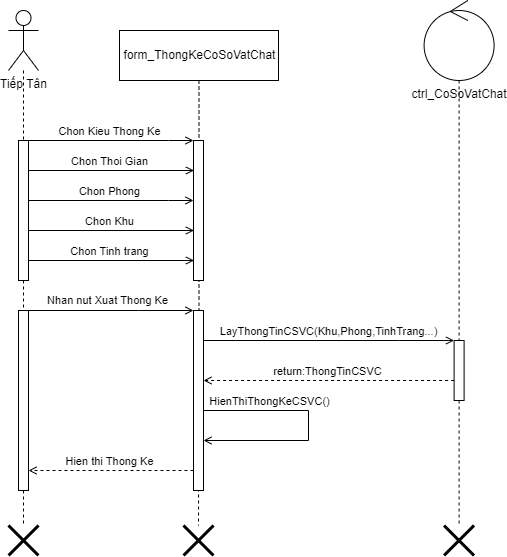 form_ThongKeCoSoVatChat
Tiếp Tân
ctrl_CoSoVatChat
Chon Kieu Thong Ke
Chon Thoi Gian
Chon Phong
Chon Khu
Chon Tinh trang
Nhan nut Xuat Thong Ke
LayThongTinCSVC(Khu,Phong,TinhTrang...)
return:ThongTinCSVC
HienThiThongKeCSVC()
Hien thi Thong Ke